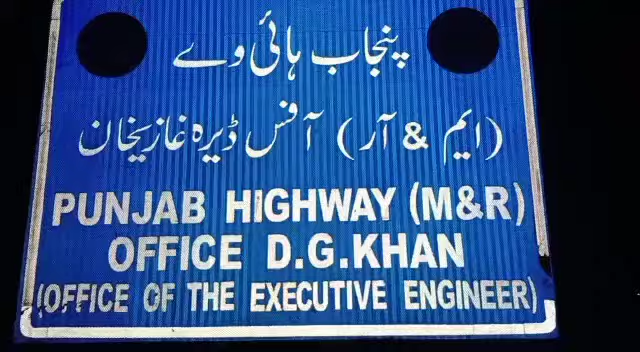 پنجاب ہائی وے
(ایم & آر) آفس ڈیرہ غازیخان
PUNJAB HIGHWAY (M&R)
OFFICE D.G.KHAN
(OFFICE OF THE EXECUTIVE ENGINEER)